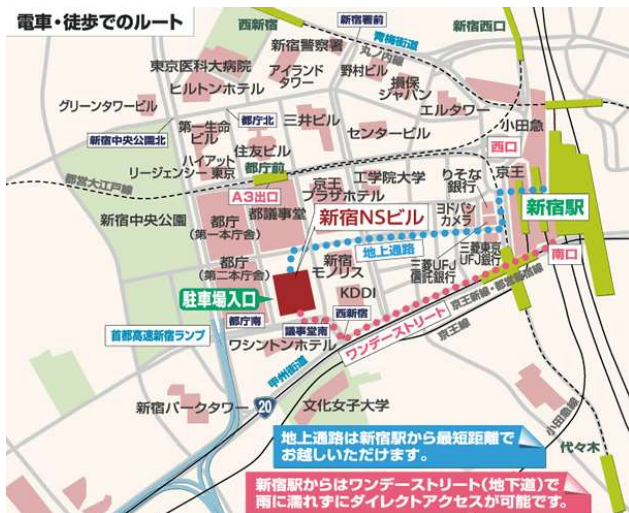 電車・徒歩でのルート
西新宿
新宿署前
青梅街道
新宿西口
新宿警察署
丸ノ内線
東京医科大病院
アイランド
タワー
野村ビル
損保
ジャパン
ヒルトンホテル
エルタワー
グリーンタワービル
都庁北
小田急
新宿中央公園北
第一生命
ビル
三井ビル
センタービル
西口
住友ビル
ハイアット
リージェンシー 東京
都庁前
工学院大学
りそな
銀行
京王
都営大江戸線
A3出口
京王
プラザホテル
ヨドバシ
カメラ
新宿駅
新宿中央公園
都庁
(第一本庁舎)
都議事堂
新宿NSビル
地上通路
三菱東京
UFJ銀行
都庁
(第二本庁舎)
新宿
モノリス
三菱UFJ
信託銀行
南口
駐車場入口
KDDI
京王新線・都営新宿線
都庁南
西新宿
首都高速新宿ランプ
議事堂南
ワシントンホテル
ワンデーストリート
京王線
甲州街道
20
新宿パークタワー
文化女子大学
小田急線
代々木
地上通路は新宿駅から最短距離で
お越しいただけます。
新宿駅からはワンデーストリート(地下道)で
雨に濡れずにダイレクトアクセスが可能です。